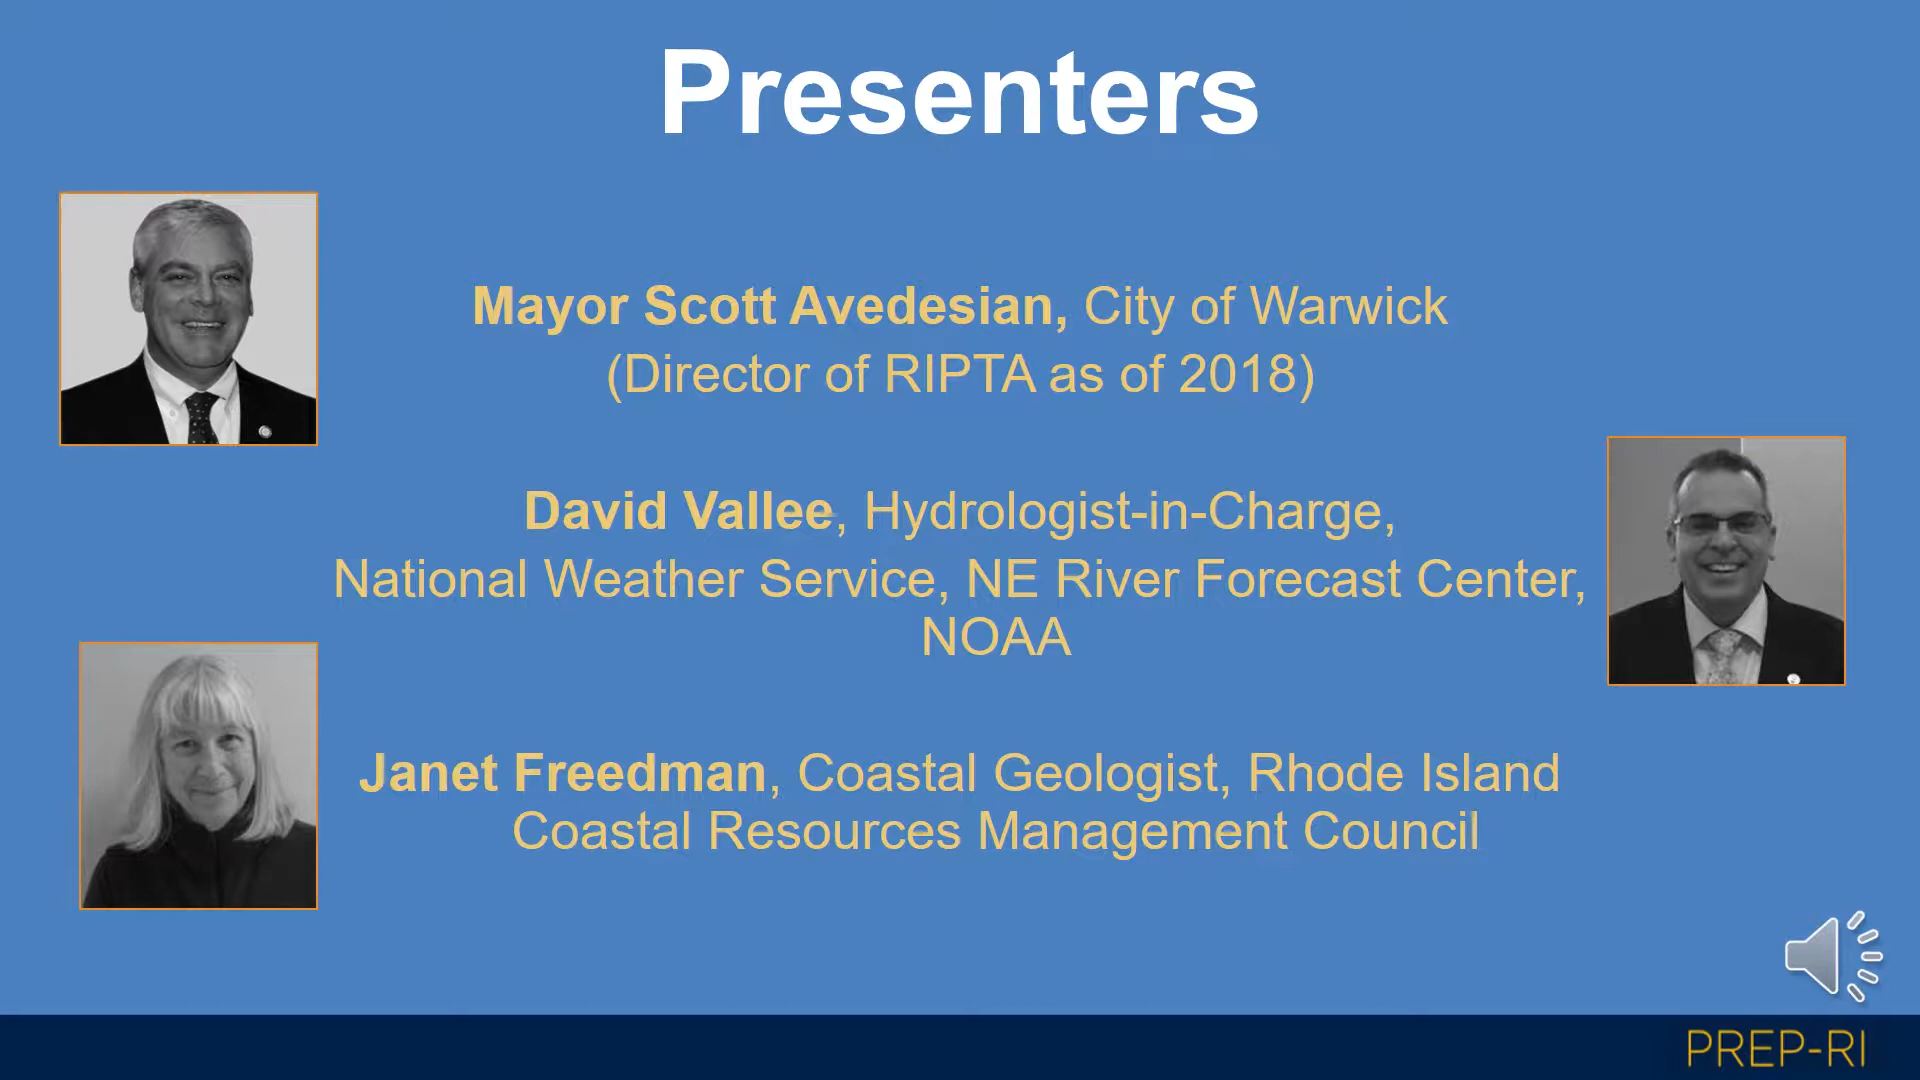 Presenters
Mayor Scott Avedesian, City of Warwick
(Director of RIPTA as of 2018)
David Vallee, Hydrologist-in-Charge,
National Weather Service, NE River Forecast Center,
NOAA
Janet Freedman, Coastal Geologist, Rhode Island
Coastal Resources Management Council
PREP-RI